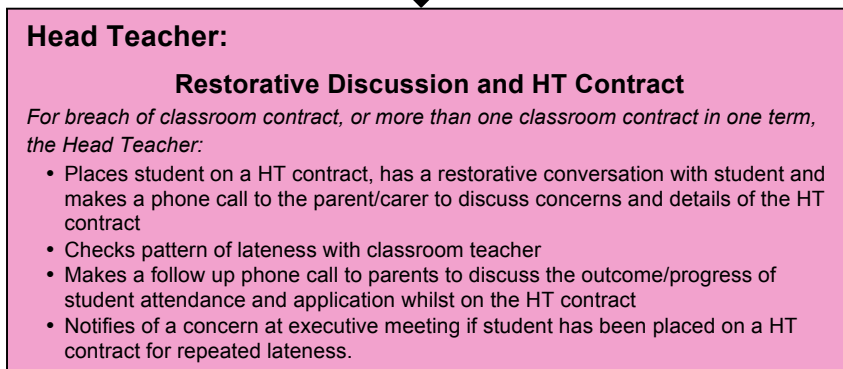 Head Teacher:
Restorative Discussion and HT Contract
For breach of classroom contract, or more than one classroom contract in one term,
the Head Teacher:
• Places student on a HT contract, has a restorative conversation with student and
makes a phone call to the parent/carer to discuss concerns and details of the HT
contract
• Checks pattern of lateness with classroom teacher
• Makes a follow up phone call to parents to discuss the outcome/progress of
student attendance and application whilst on the HT contract
• Notifies of a concern at executive meeting if student has been placed on a HT
contract for repeated lateness.